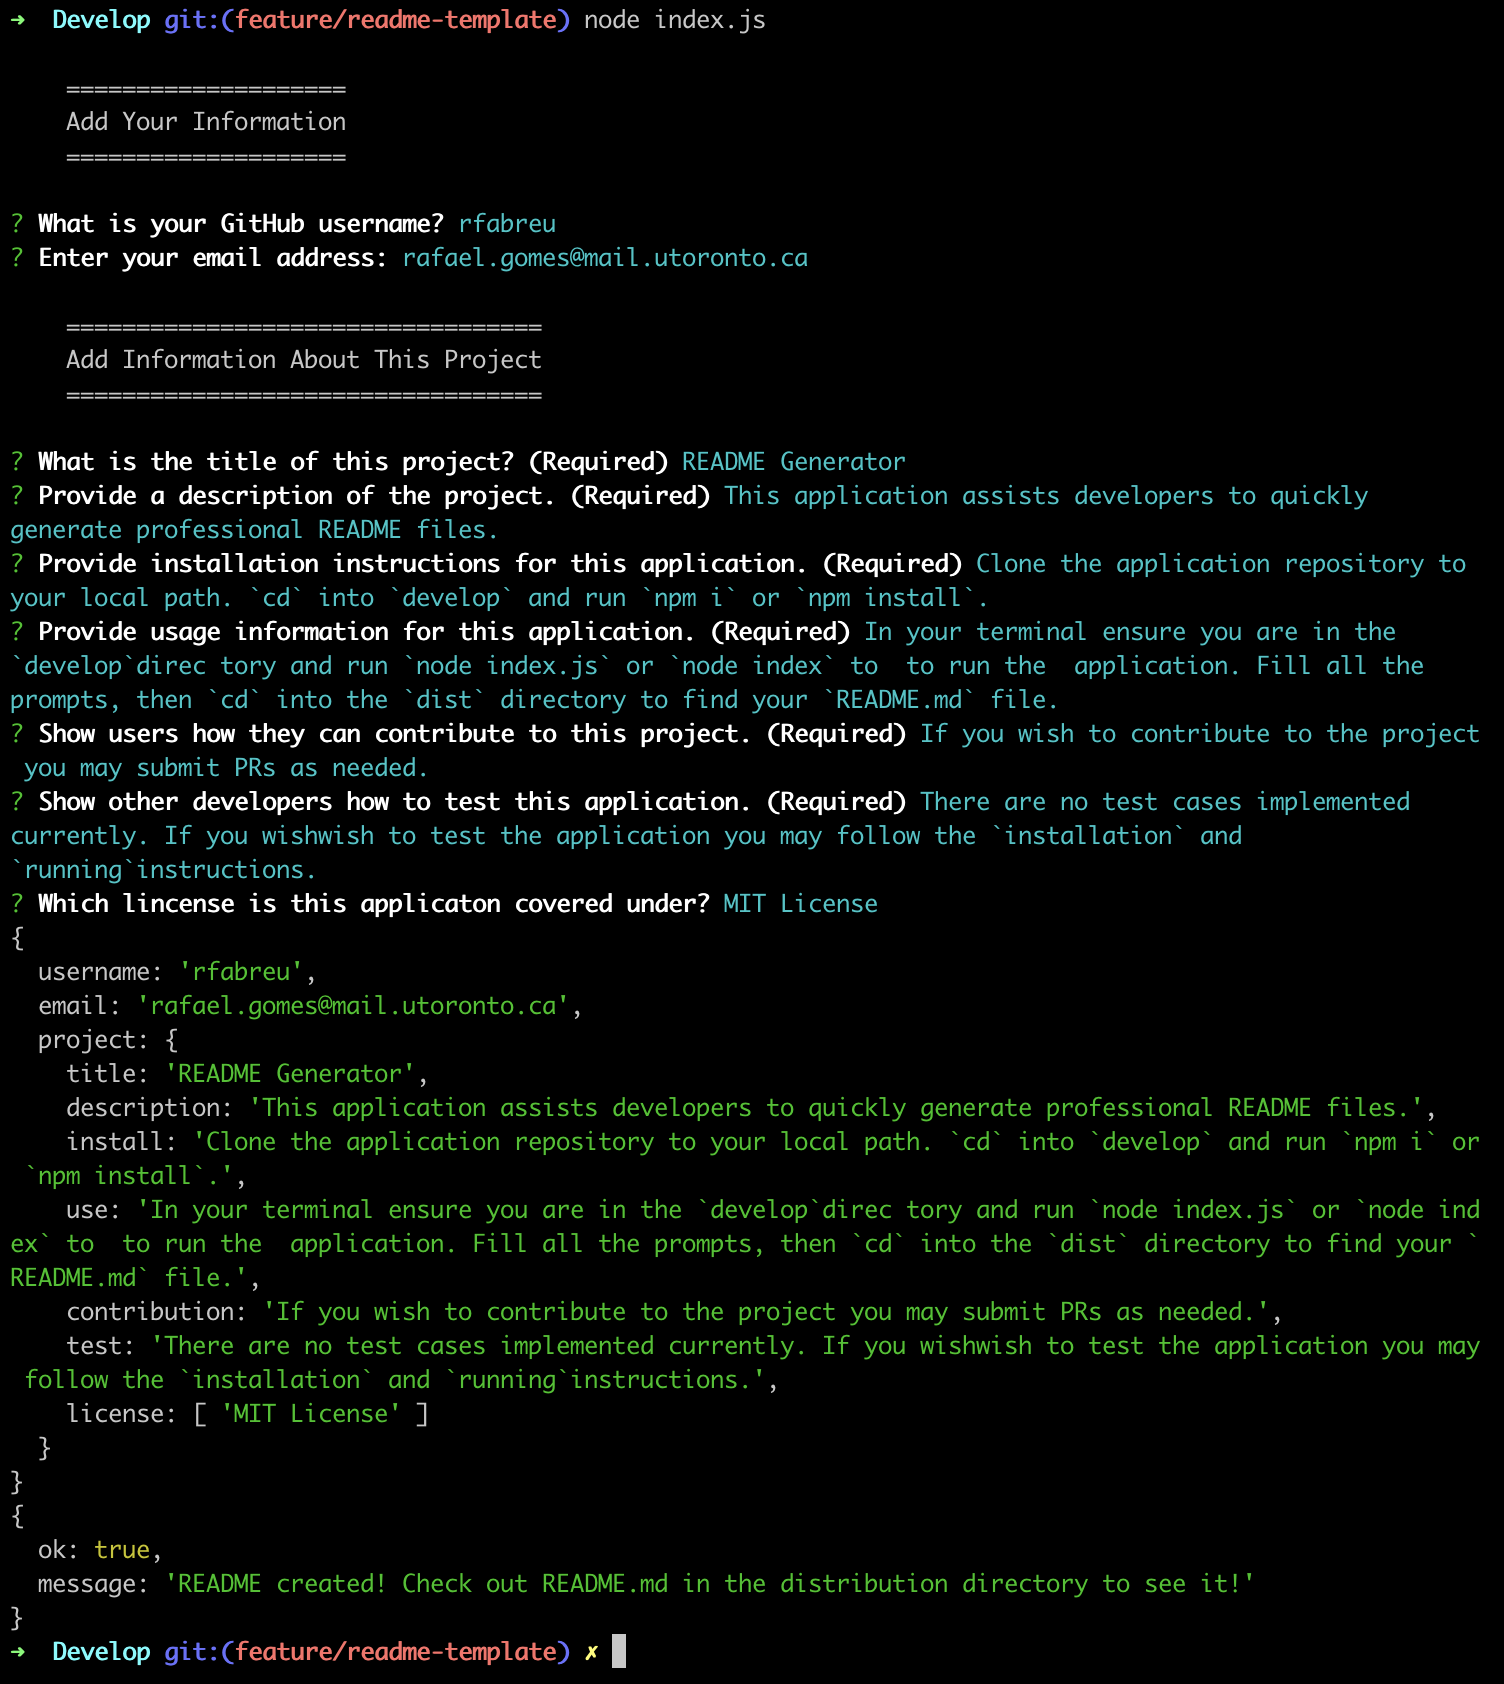 ➜  Develop git:(feature/readme-template) node index.js
====================
Add Your Information
====================
? What is your GitHub username? rfabreu
? Enter your email address: rafael.gomes@mail.utoronto.ca
==================================
Add Information About This Project
==================================
? What is the title of this project? (Required) README Generator
? Provide a description of the project. (Required) This application assists developers to quickly
generate professional README files.
? Provide installation instructions for this application. (Required) Clone the application repository to
your local path. `cd` into `develop` and run `npm i` or `npm install`.
? Provide usage information for this application. (Required) In your terminal ensure you are in the
`develop`direc tory and run `node index.js` or `node index` to  to run the  application. Fill all the
prompts, then `cd` into the `dist` directory to find your `README.md` file.
? Show users how they can contribute to this project. (Required) If you wish to contribute to the project
 you may submit PRs as needed.
? Show other developers how to test this application. (Required) There are no test cases implemented
currently. If you wishwish to test the application you may follow the `installation` and
`running`instructions.
? Which lincense is this applicaton covered under? MIT License
{
  username: 'rfabreu',
  email: 'rafael.gomes@mail.utoronto.ca',
  project: {
    title: 'README Generator',
    description: 'This application assists developers to quickly generate professional README files.',
    install: 'Clone the application repository to your local path. `cd` into `develop` and run `npm i` or
 `npm install`.',
    use: 'In your terminal ensure you are in the `develop`direc tory and run `node index.js` or `node ind
ex` to  to run the  application. Fill all the prompts, then `cd` into the `dist` directory to find your `
README.md` file.',
    contribution: 'If you wish to contribute to the project you may submit PRs as needed.',
    test: 'There are no test cases implemented currently. If you wishwish to test the application you may
 follow the `installation` and `running`instructions.',
    license: [ 'MIT License' ]
  }
}
{
  ok: true,
  message: 'README created! Check out README.md in the distribution directory to see it!'
}
➜  Develop git:(feature/readme-template) ✗